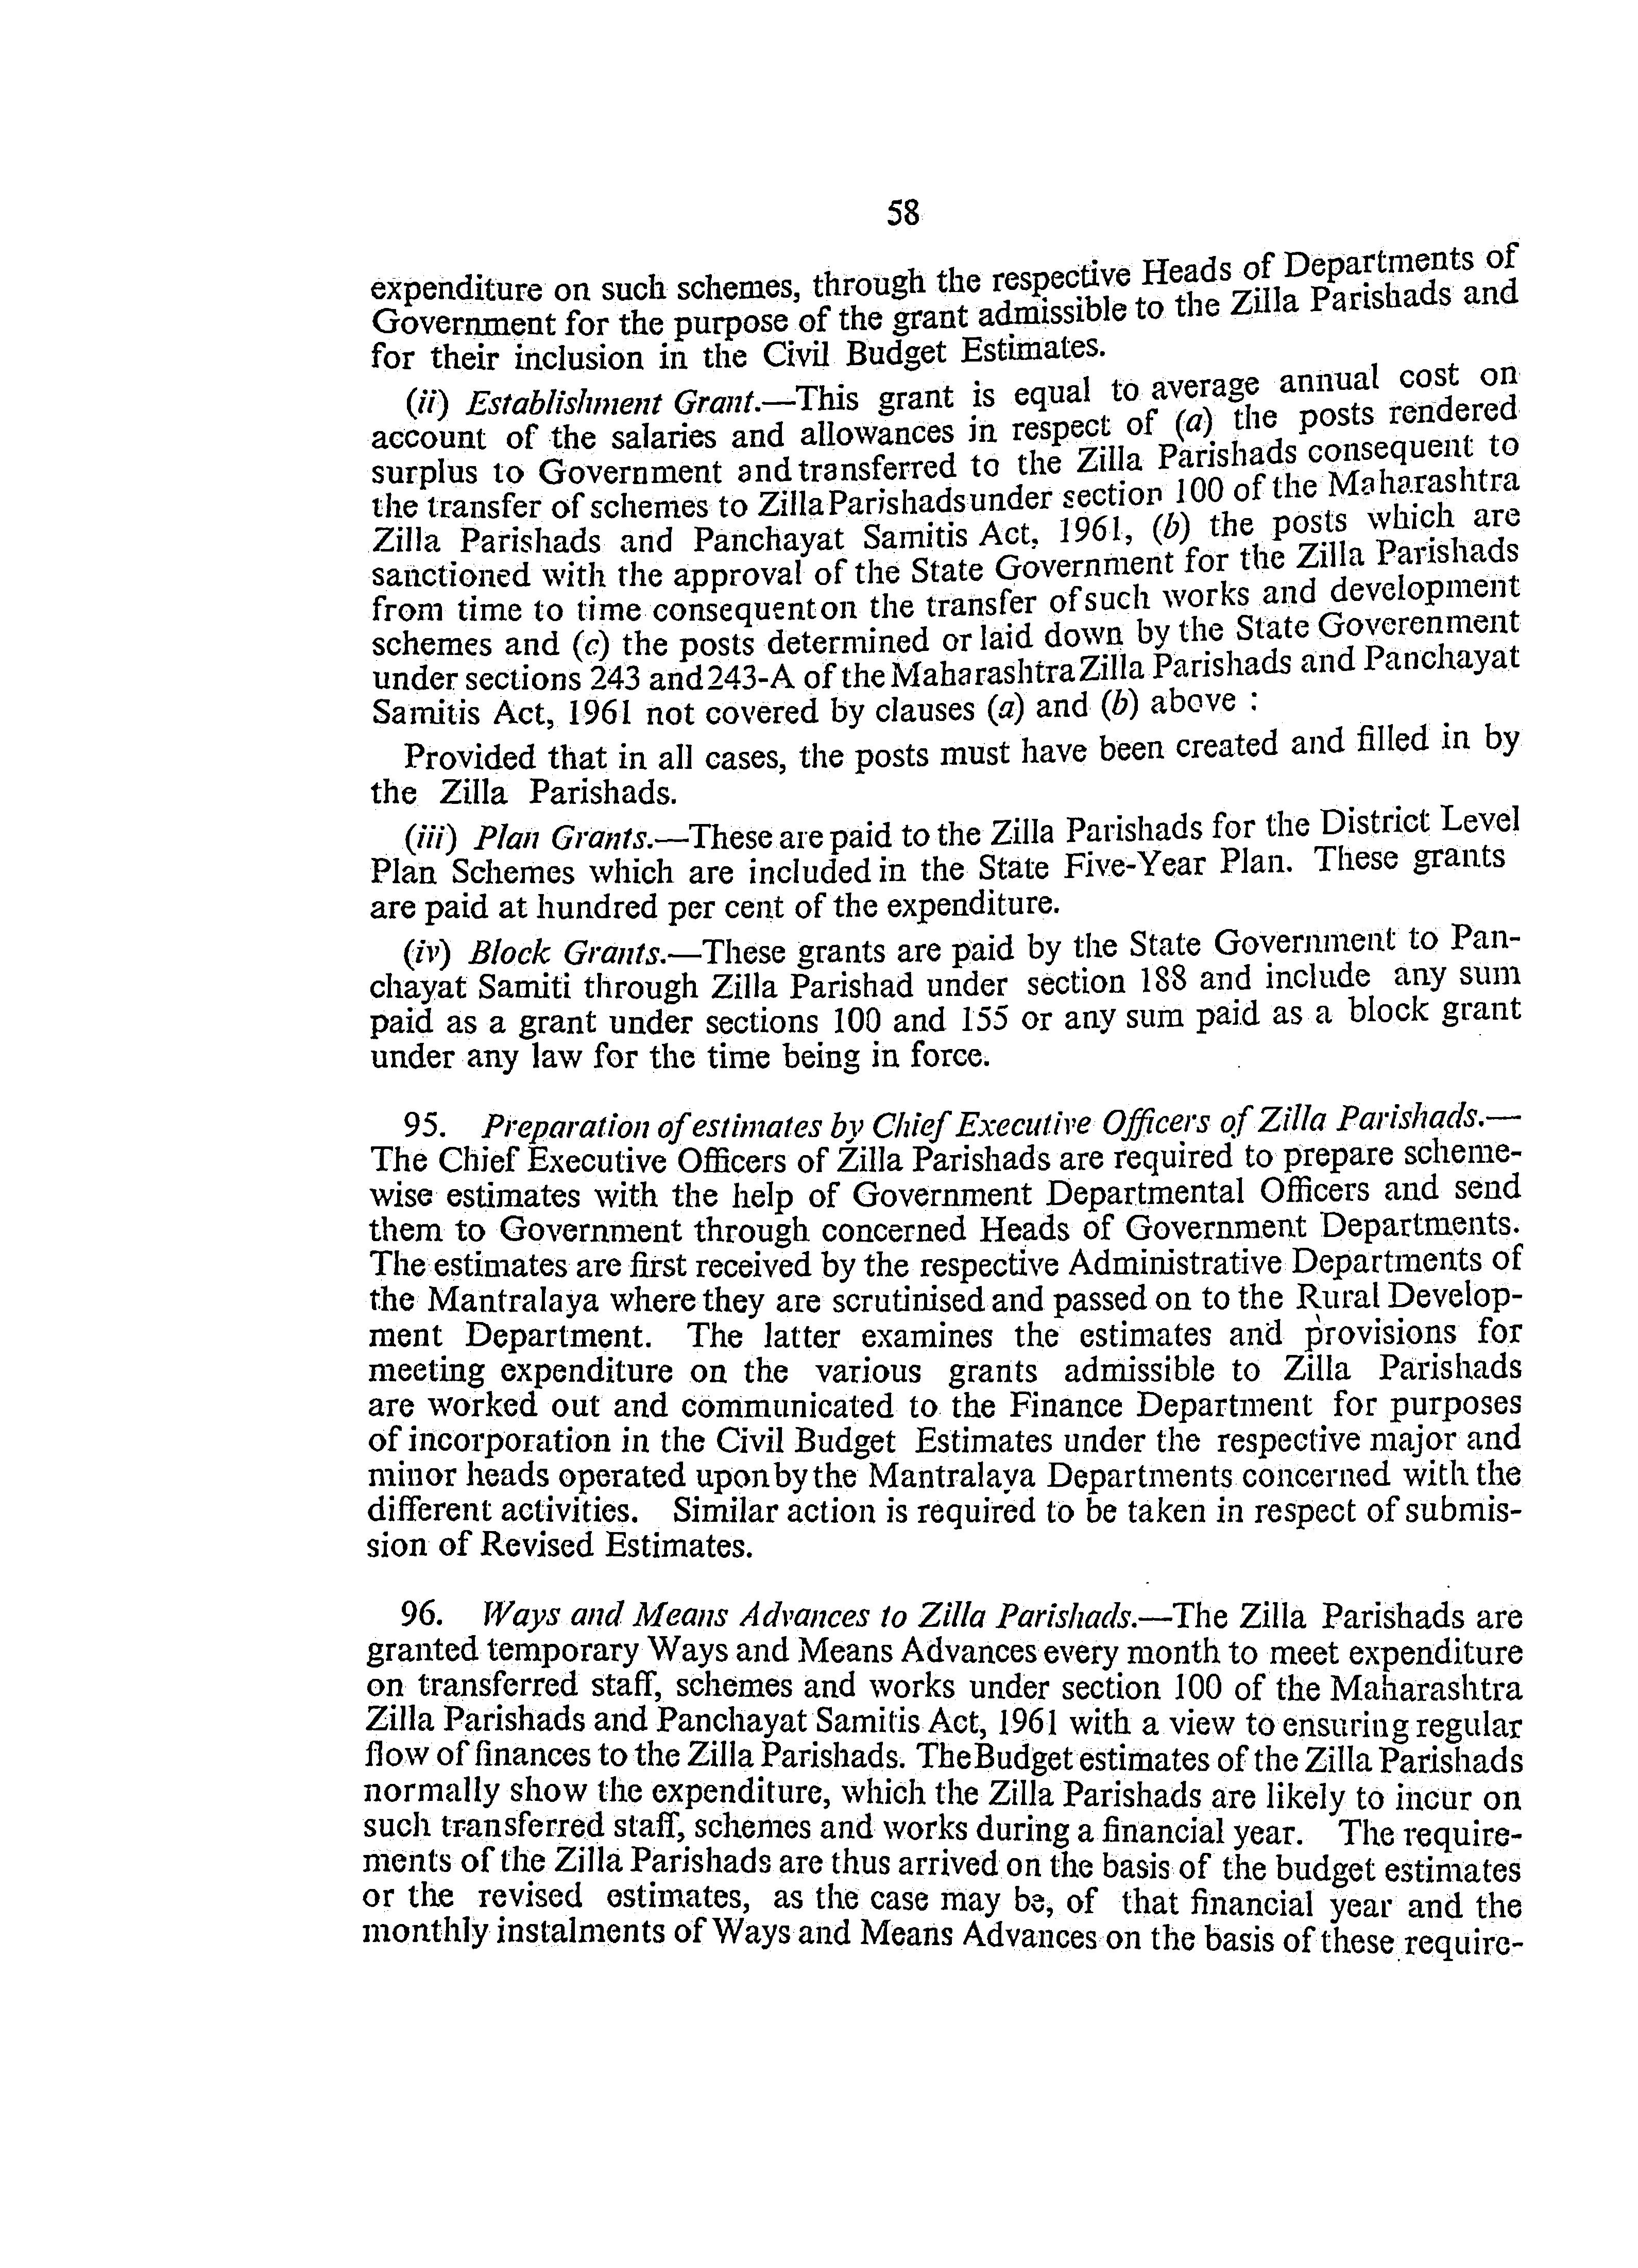 58
expenditure on such schemes, through the respective Heads of Departments of
Government for the purpose of the grant admissible to the Zilla Parishads and
for their inclusion in the Civil Budget Estimates.
(ii) Establishment Grant.—This grant is equal to average annual cost on
account of the salaries and allowances in respect of (a) the posts rendered
surplus to Government and transferred to the Zilla Parishads consequent to
the transfer of schemes to Zilla Parishads under section 100 of the Maharashtra
Zilla Parishads and Panchayat Samitis Act, 1961, (b) the posts which are
sanctioned with the approval of the State Government for the Zilla Parishads
from time to time consequent on the transfer of such works and development
schemes and (c) the posts determined or laid down by the State Goverenment
under sections 243 and 243-A of the Maharashtra Zilla Parishads and Panchayat
Samitis Act, 1961 not covered by clauses (a) and (b) above :
Provided that in all cases, the posts must have been created and filled in by
the Zilla Parishads.
(iii) Plan Grants.—These are paid to the Zilla Parishads for the District Level
Plan Schemes which are included in the State Five-Year Plan. These grants
are paid at hundred per cent of the expenditure.
(iv) Block Grants.—These grants are paid by the State Government to Pan-
chayat Samiti through Zilla Parishad under section 188 and include any sum
paid as a grant under sections 100 and 155 or any sum paid as a block grant
under any law for the time being in force.
95. Preparation of estimates by Chief Executive Officers of Zilla Parishads.—
The Chief Executive Officers of Zilla Parishads are required to prepare scheme-
wise estimates with the help of Government Departmental Officers and send
them to Government through concerned Heads of Government Departments.
The estimates are first received by the respective Administrative Departments of
the Mantralaya where they are scrutinised and passed on to the Rural Develop-
ment Department. The latter examines the estimates and provisions for
meeting expenditure on the various grants admissible to Zilla Parishads
are worked out and communicated to the Finance Department for purposes
of incorporation in the Civil Budget Estimates under the respective major and
minor heads operated upon by the Mantralaya Departments concerned with the
different activities. Similar action is required to be taken in respect of submis-
sion of Revised Estimates.
96. Ways and Means Advances to Zilla Parishads.—The Zilla Parishads are
granted temporary Ways and Means Advances every month to meet expenditure
on transferred staff, schemes and works under section 100 of the Maharashtra
Zilla Parishads and Panchayat Samitis Act, 1961 with a view to ensuring regular
flow of finances to the Zilla Parishads. The Budget estimates of the Zilla Parishads
normally show the expenditure, which the Zilla Parishads are likely to incur on
such transferred staff, schemes and works during a financial year. The require-
ments of the Zilla Parishads are thus arrived on the basis of the budget estimates
or the revised estimates, as the case may be, of that financial year and the
monthly instalments of Ways and Means Advances on the basis of these require-